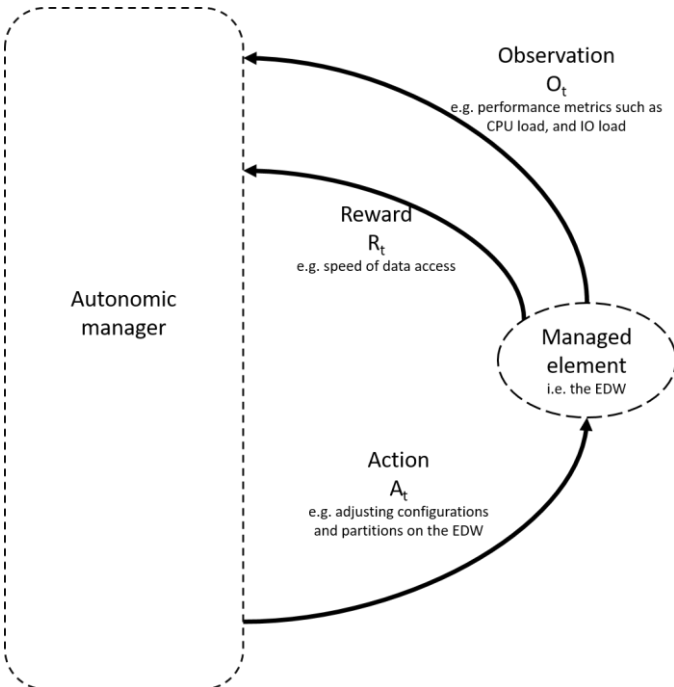 Observation
Oₜ
e.g. performance metrics such as
CPU load, and IO load
Reward
Rₜ
e.g. speed of data access
Autonomic
manager
Managed
element
i.e. the EDW
Action
Aₜ
e.g. adjusting configurations
and partitions on the EDW